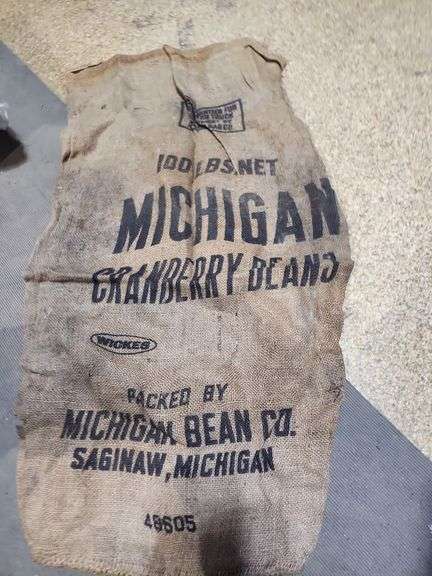 100 LBS. NET
MICHIGAN
CRANBERRY BEANS
WICKES
PACKED BY
MICHIGAN BEAN CO.
SAGINAW, MICHIGAN
48605